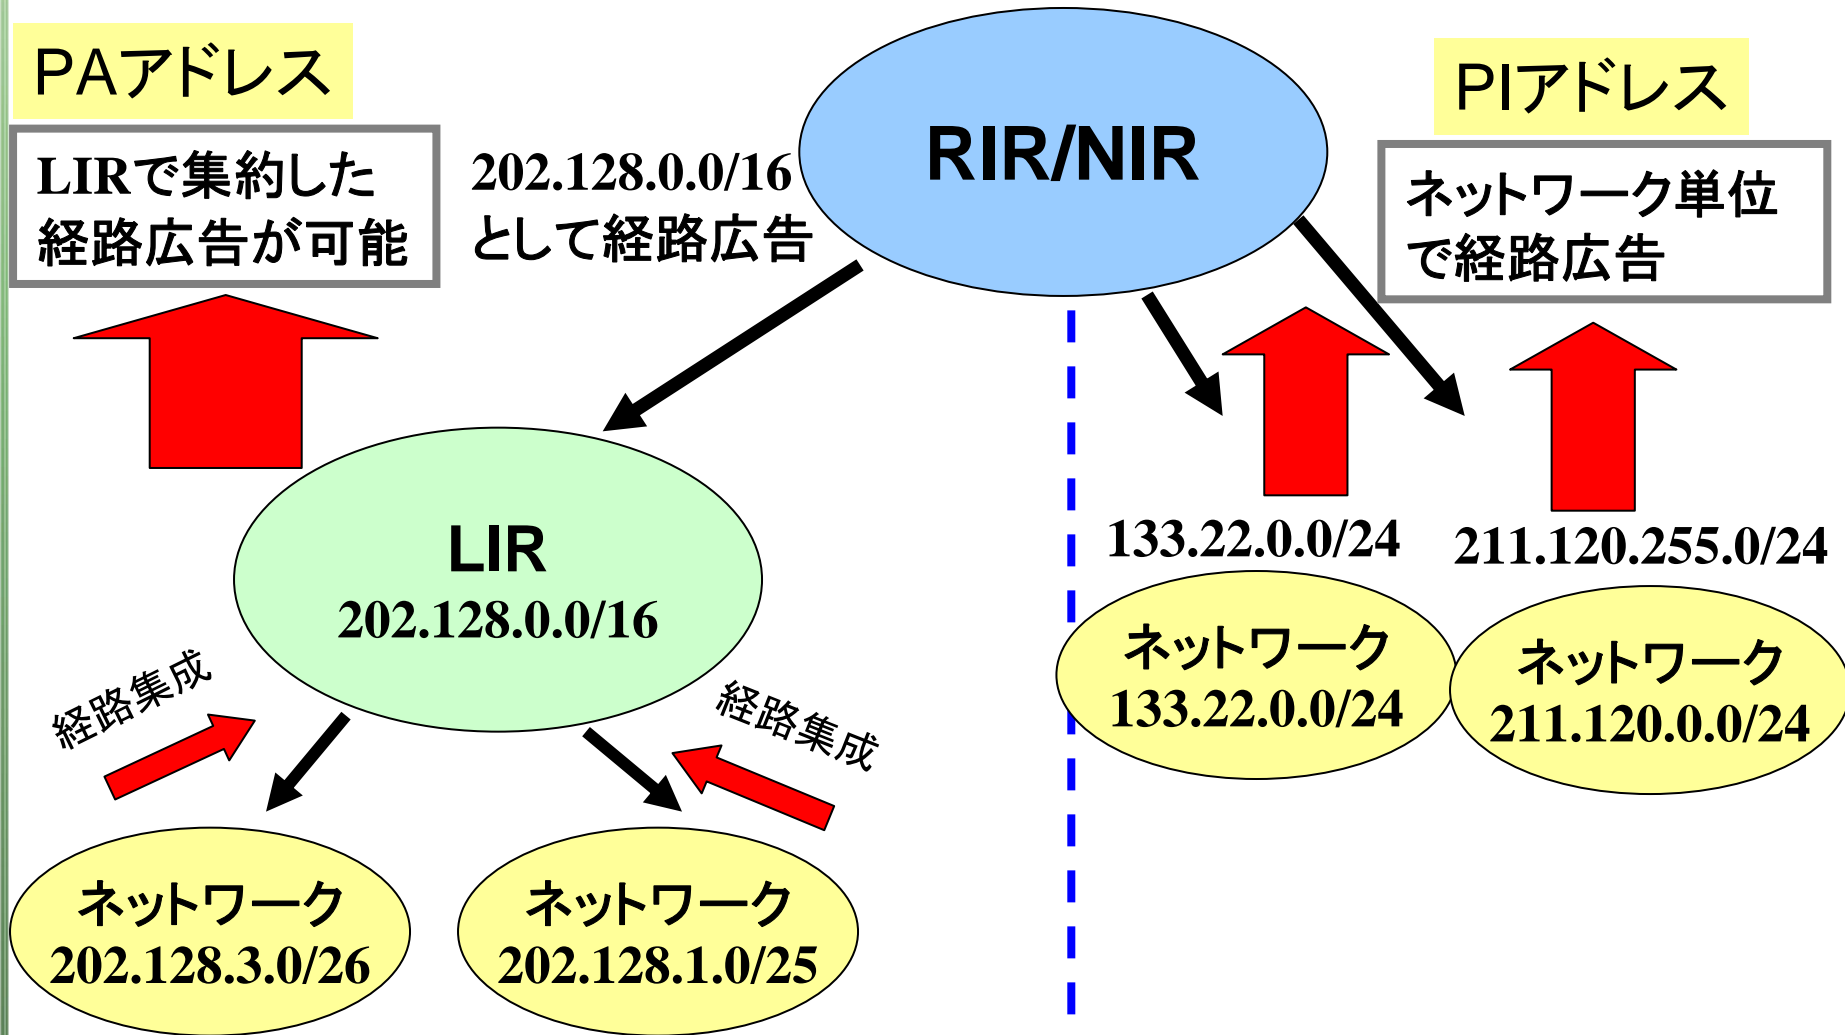 PAアドレス
LIRで集約した
経路広告が可能
202.128.0.0/16
として経路広告
RIR/NIR
PIアドレス
ネットワーク単位
で経路広告
LIR
202.128.0.0/16
経路集成
経路集成
ネットワーク
202.128.3.0/26
ネットワーク
202.128.1.0/25
133.22.0.0/24
ネットワーク
133.22.0.0/24
211.120.255.0/24
ネットワーク
211.120.0.0/24